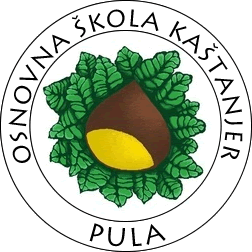 OSNOVNA ŠKOLA KAŠTANJER
PULA